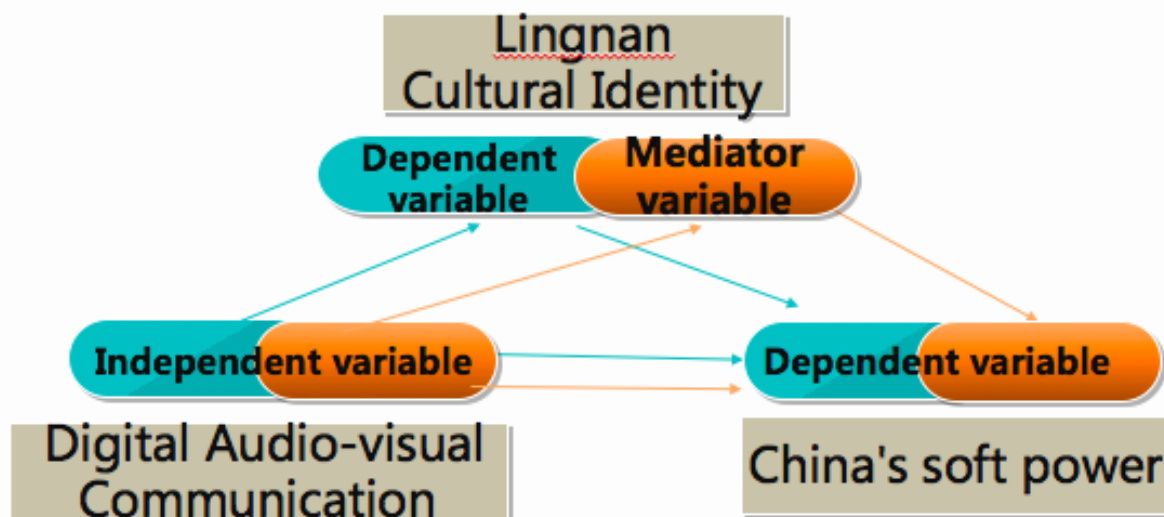 Lingnan
Cultural Identity
Dependent
variable
Mediator
variable
Independent variable
Dependent variable
Digital Audio-visual
Communication
China's soft power